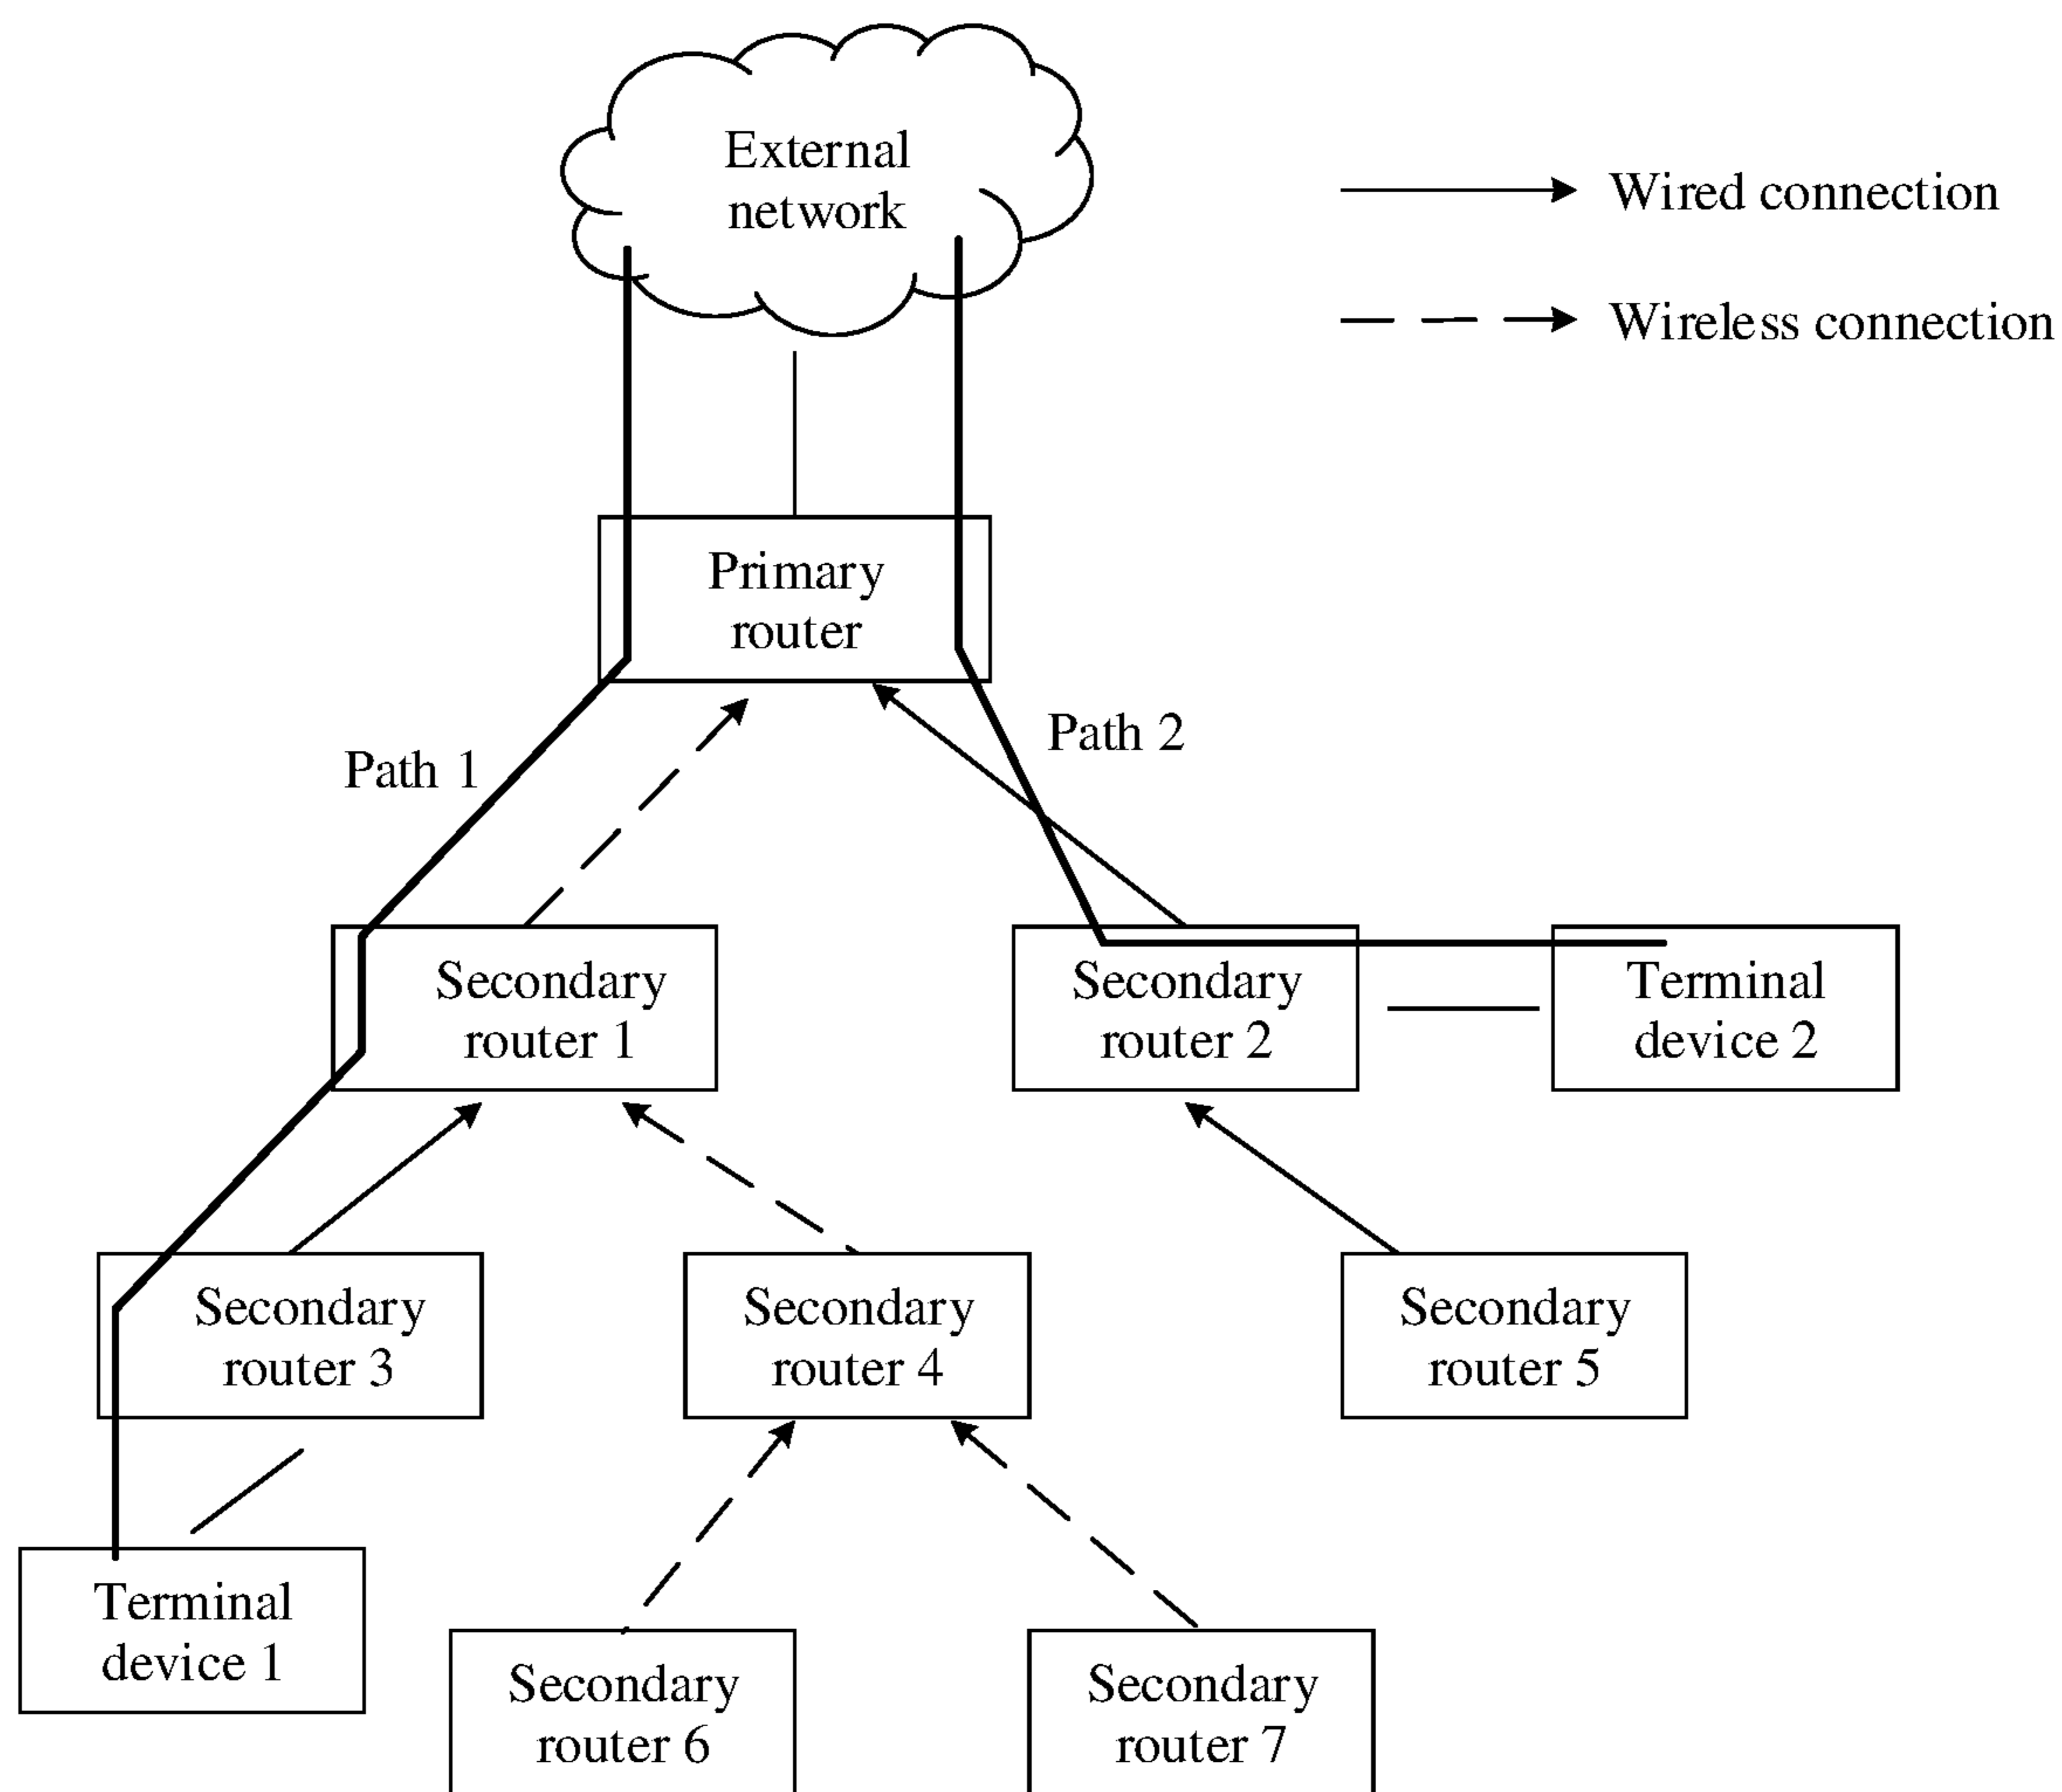 External
network
Wired connection
Wireless connection
Primary
router
Path 1
Path 2
Secondary
router 1
Secondary
router 2
Terminal
device 2
Secondary
router 3
Secondary
router 4
Secondary
router 5
Terminal
device 1
Secondary
router 6
Secondary
router 7